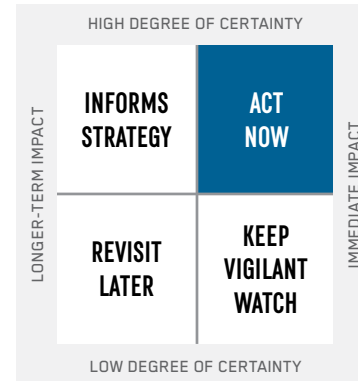 HIGH DEGREE OF CERTAINTY
LONGER-TERM IMPACT
INFORMS
STRATEGY
ACT
NOW
IMMEDIATE IMPACT
REVISIT
LATER
KEEP
VIGILANT
WATCH
LOW DEGREE OF CERTAINTY